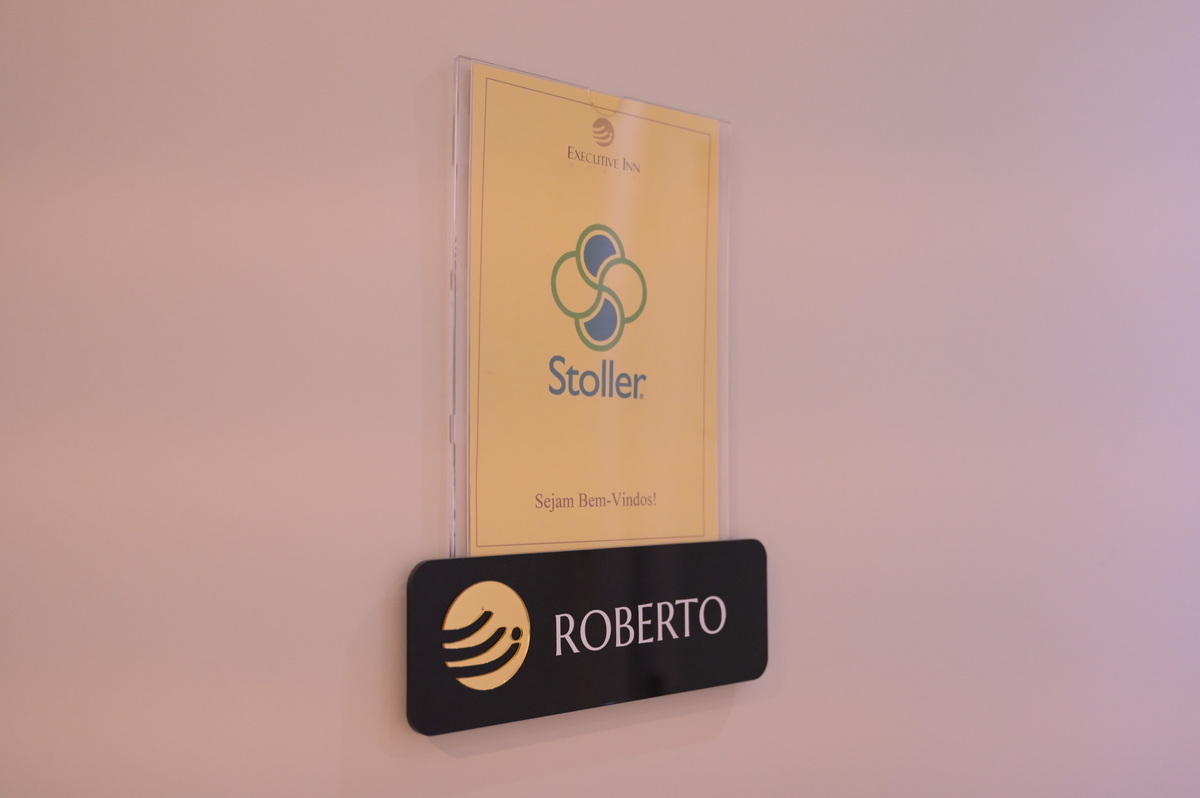 EXECUTIVE INN
Stoller®
Sejam Bem-Vindos!
ROBERTO